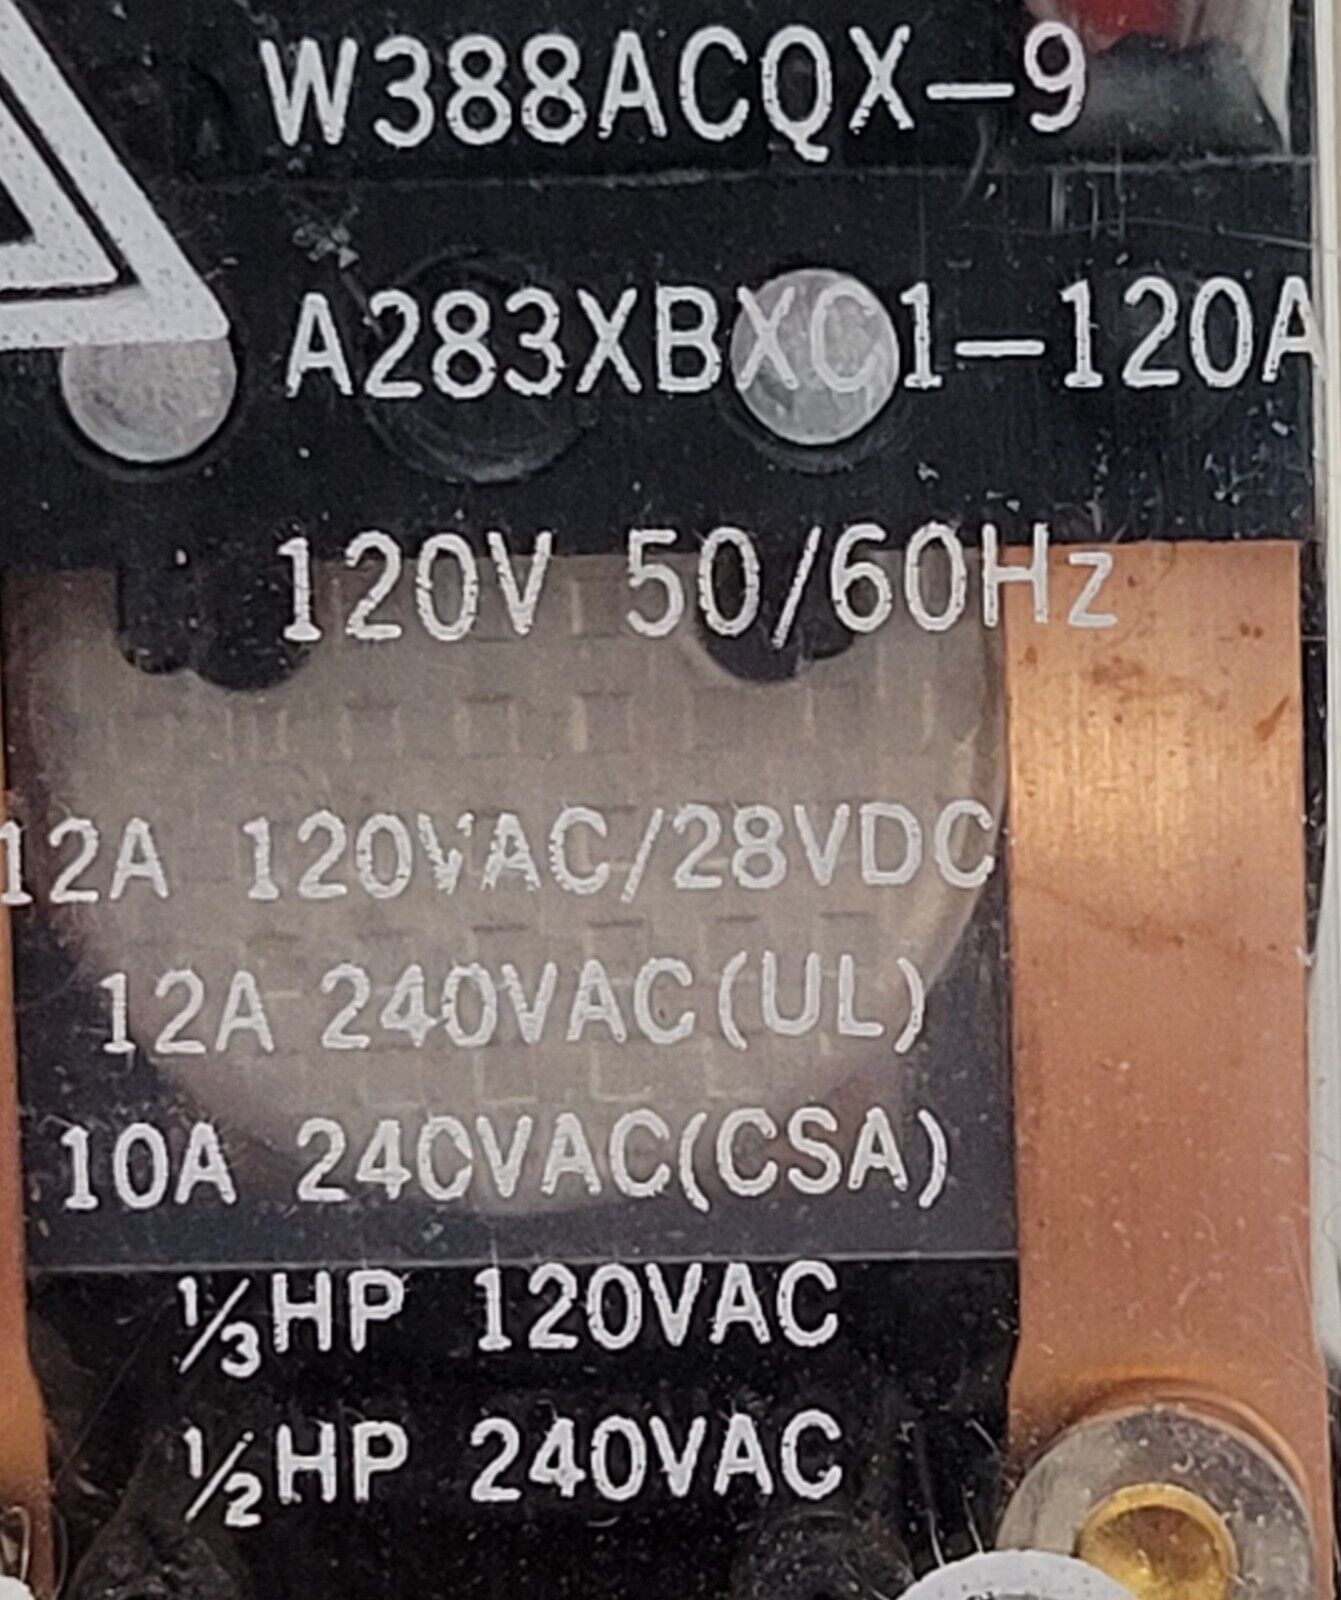 W388ACQX-9
A283XBXC1-120A
120V 50/60Hz
12A 120VAC/28VDC
12A 240VAC(UL)
10A 240VAC(CSA)
⅓HP 120VAC
½HP 240VAC